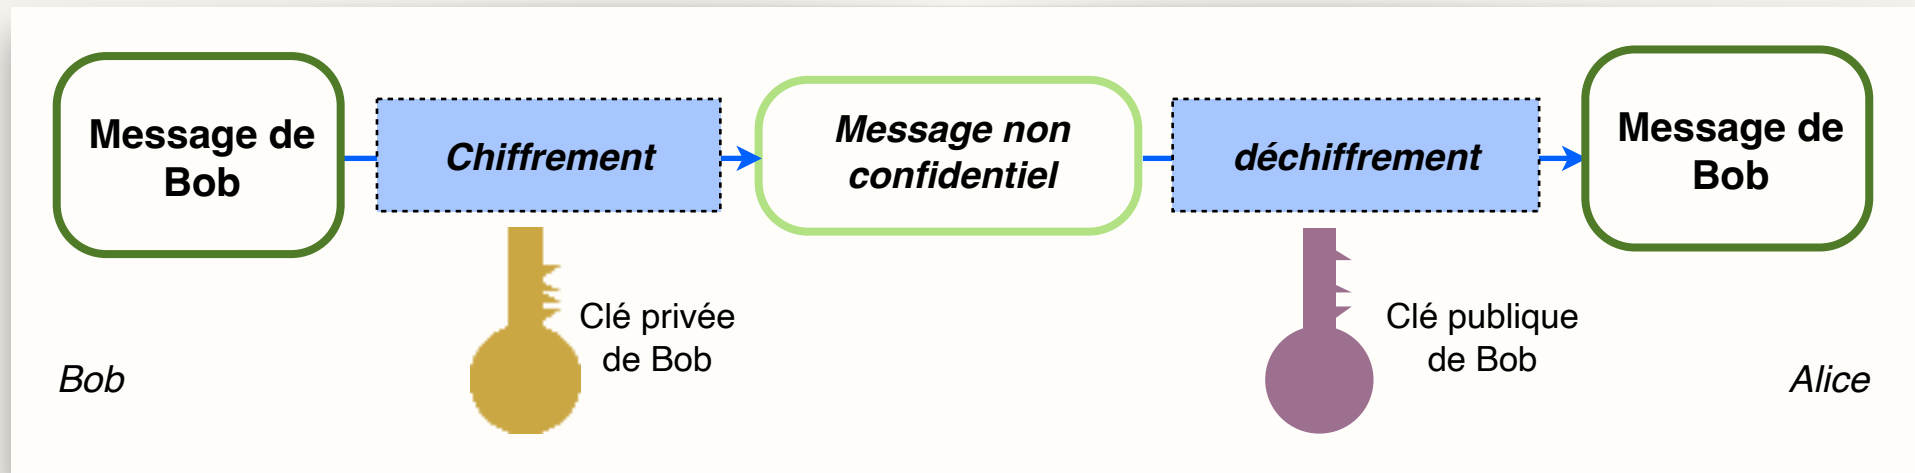 Message de
Bob
Chiffrement
Message non
confidentiel
déchiffrement
Message de
Bob
Clé privée
de Bob
Clé publique
de Bob
Bob
Alice